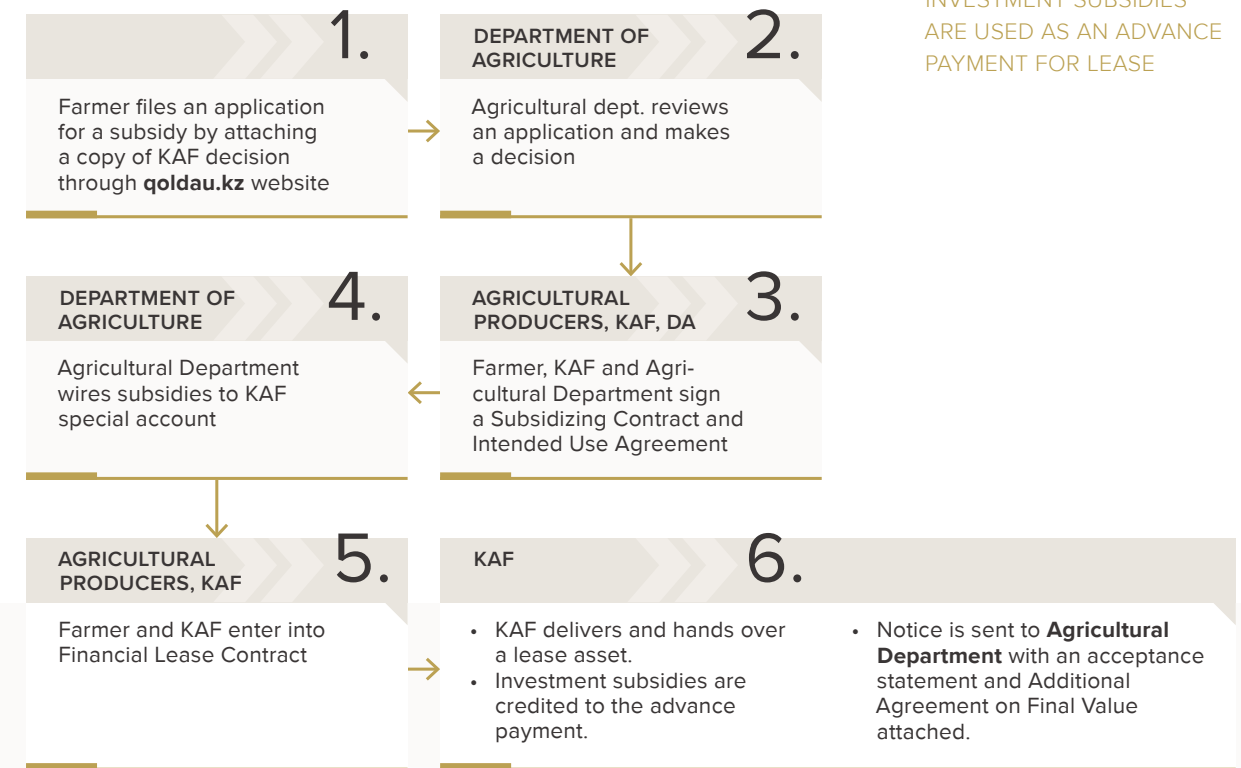 INVESTMENT SUBSIDIES
ARE USED AS AN ADVANCE
PAYMENT FOR LEASE
1.
Farmer files an application
for a subsidy by attaching
a copy of KAF decision
through qoldau.kz website
DEPARTMENT OF
AGRICULTURE
2.
Agricultural dept. reviews
an application and makes
a decision
AGRICULTURAL
PRODUCERS, KAF, DA
3.
Farmer, KAF and Agri-
cultural Department sign
a Subsidizing Contract and
Intended Use Agreement
DEPARTMENT OF
AGRICULTURE
4.
Agricultural Department
wires subsidies to KAF
special account
AGRICULTURAL
PRODUCERS, KAF
5.
Farmer and KAF enter into
Financial Lease Contract
KAF
6.
• KAF delivers and hands over
a lease asset.
• Investment subsidies are
credited to the advance
payment.
• Notice is sent to Agricultural
Department with an acceptance
statement and Additional
Agreement on Final Value
attached.